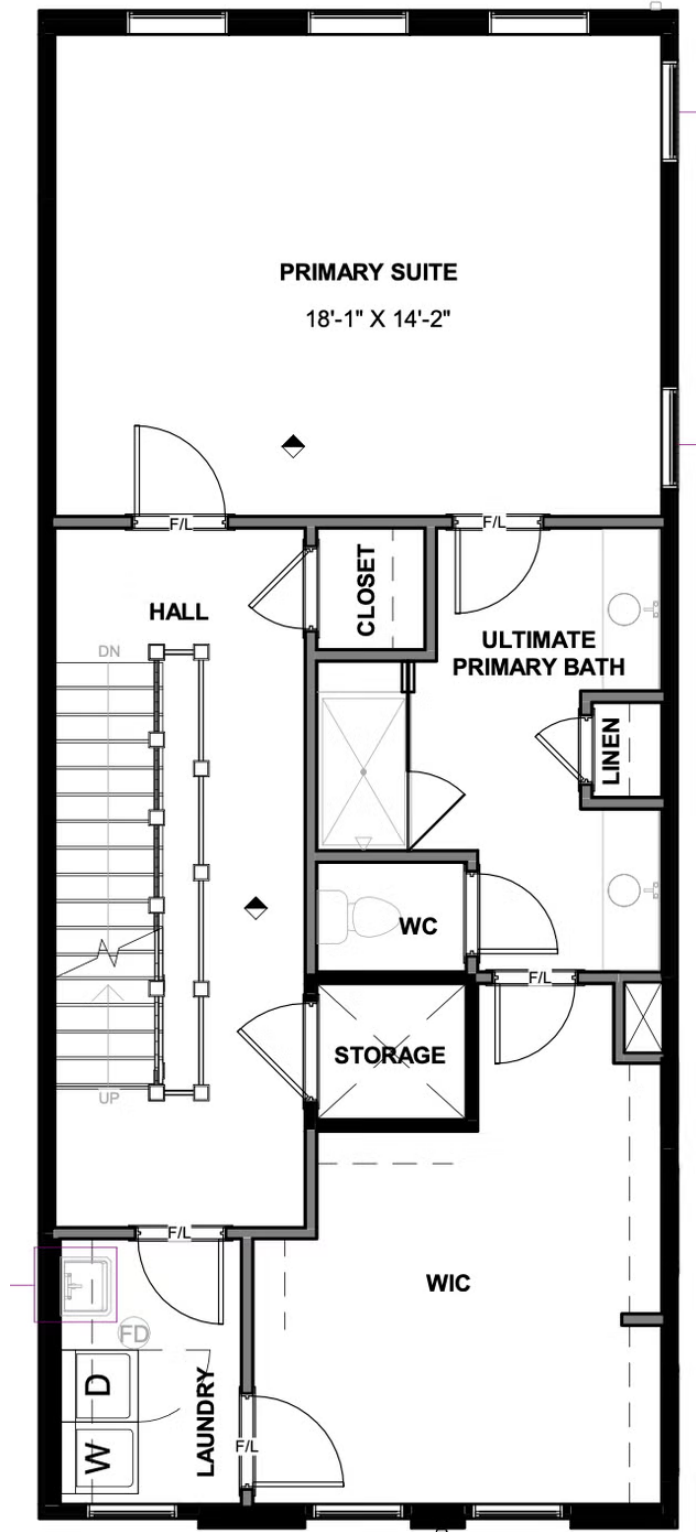 PRIMARY SUITE
18'-1" X 14'-2"
F/L
F/L
CLOSET
HALL
ULTIMATE
PRIMARY BATH
DN
LINEN
WC
F/L
STORAGE
UP
F/L
WIC
FD
D
LAUNDRY
F/L
W